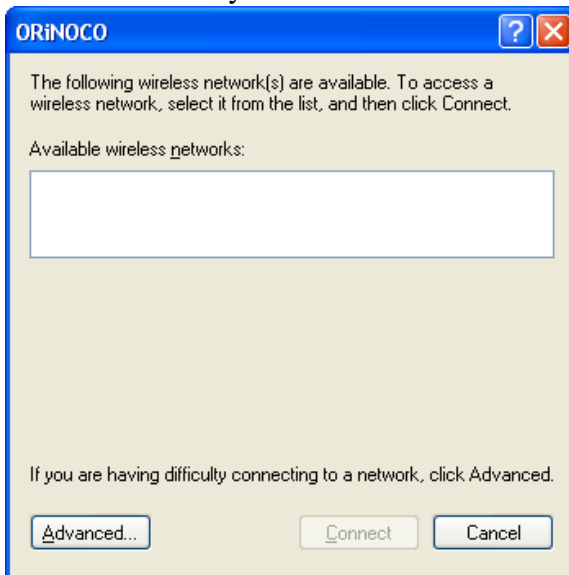 ORiNOCO
The following wireless network(s) are available. To access a
wireless network, select it from the list, and then click Connect.
Available wireless networks:
If you are having difficulty connecting to a network, click Advanced.
Advanced... Connect Cancel